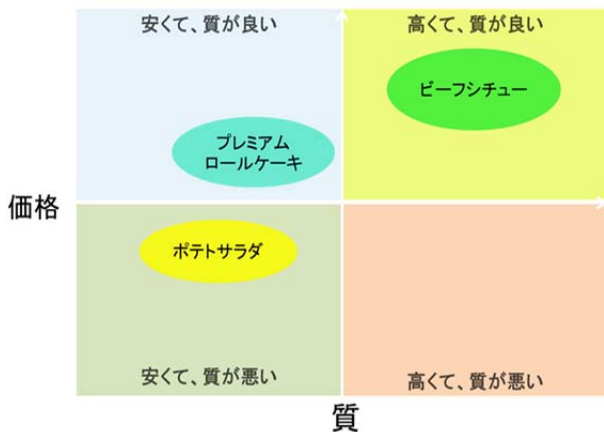 安くて、質が良い
高くて、質が良い
ビーフシチュー
プレミアム
ロールケーキ
価格
ポテトサラダ
安くて、質が悪い
高くて、質が悪い
質